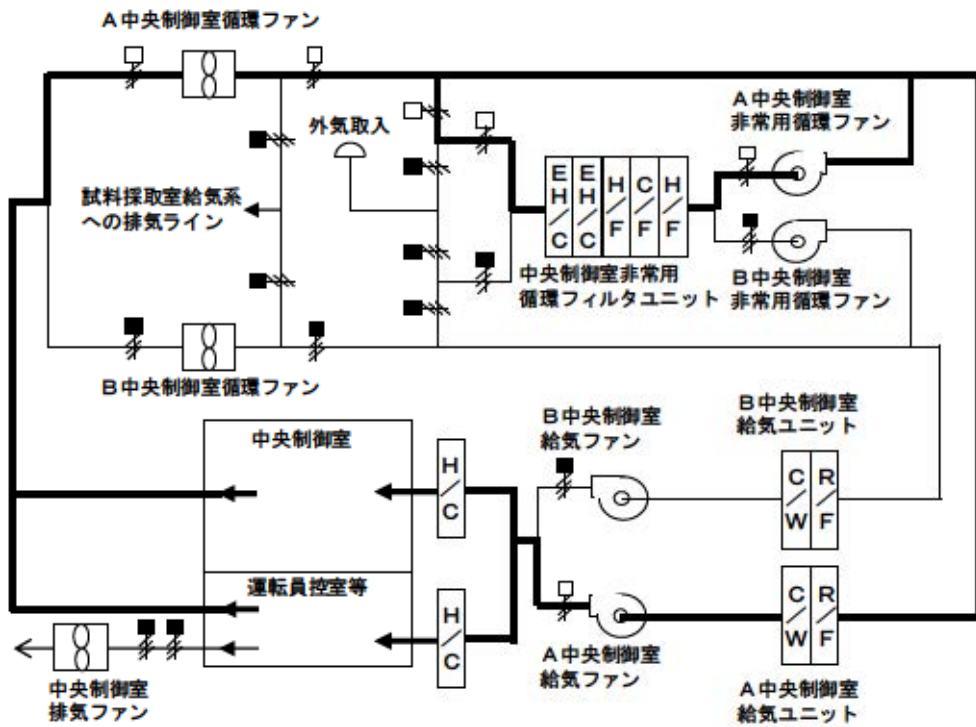 A中央制御室循環ファン
外気取入
A中央制御室
非常用循環ファン
試料採取室給気系
への排気ライン
EH/C
EH/C
H/F
C/F
H/F
中央制御室非常用
循環フィルタユニット
B中央制御室
非常用循環ファン
B中央制御室循環ファン
中央制御室
H/C
B中央制御室
給気ファン
B中央制御室
給気ユニット
C/W
R/F
運転員控室等
H/C
A中央制御室
給気ファン
C/W
R/F
A中央制御室
給気ユニット
中央制御室
排気ファン